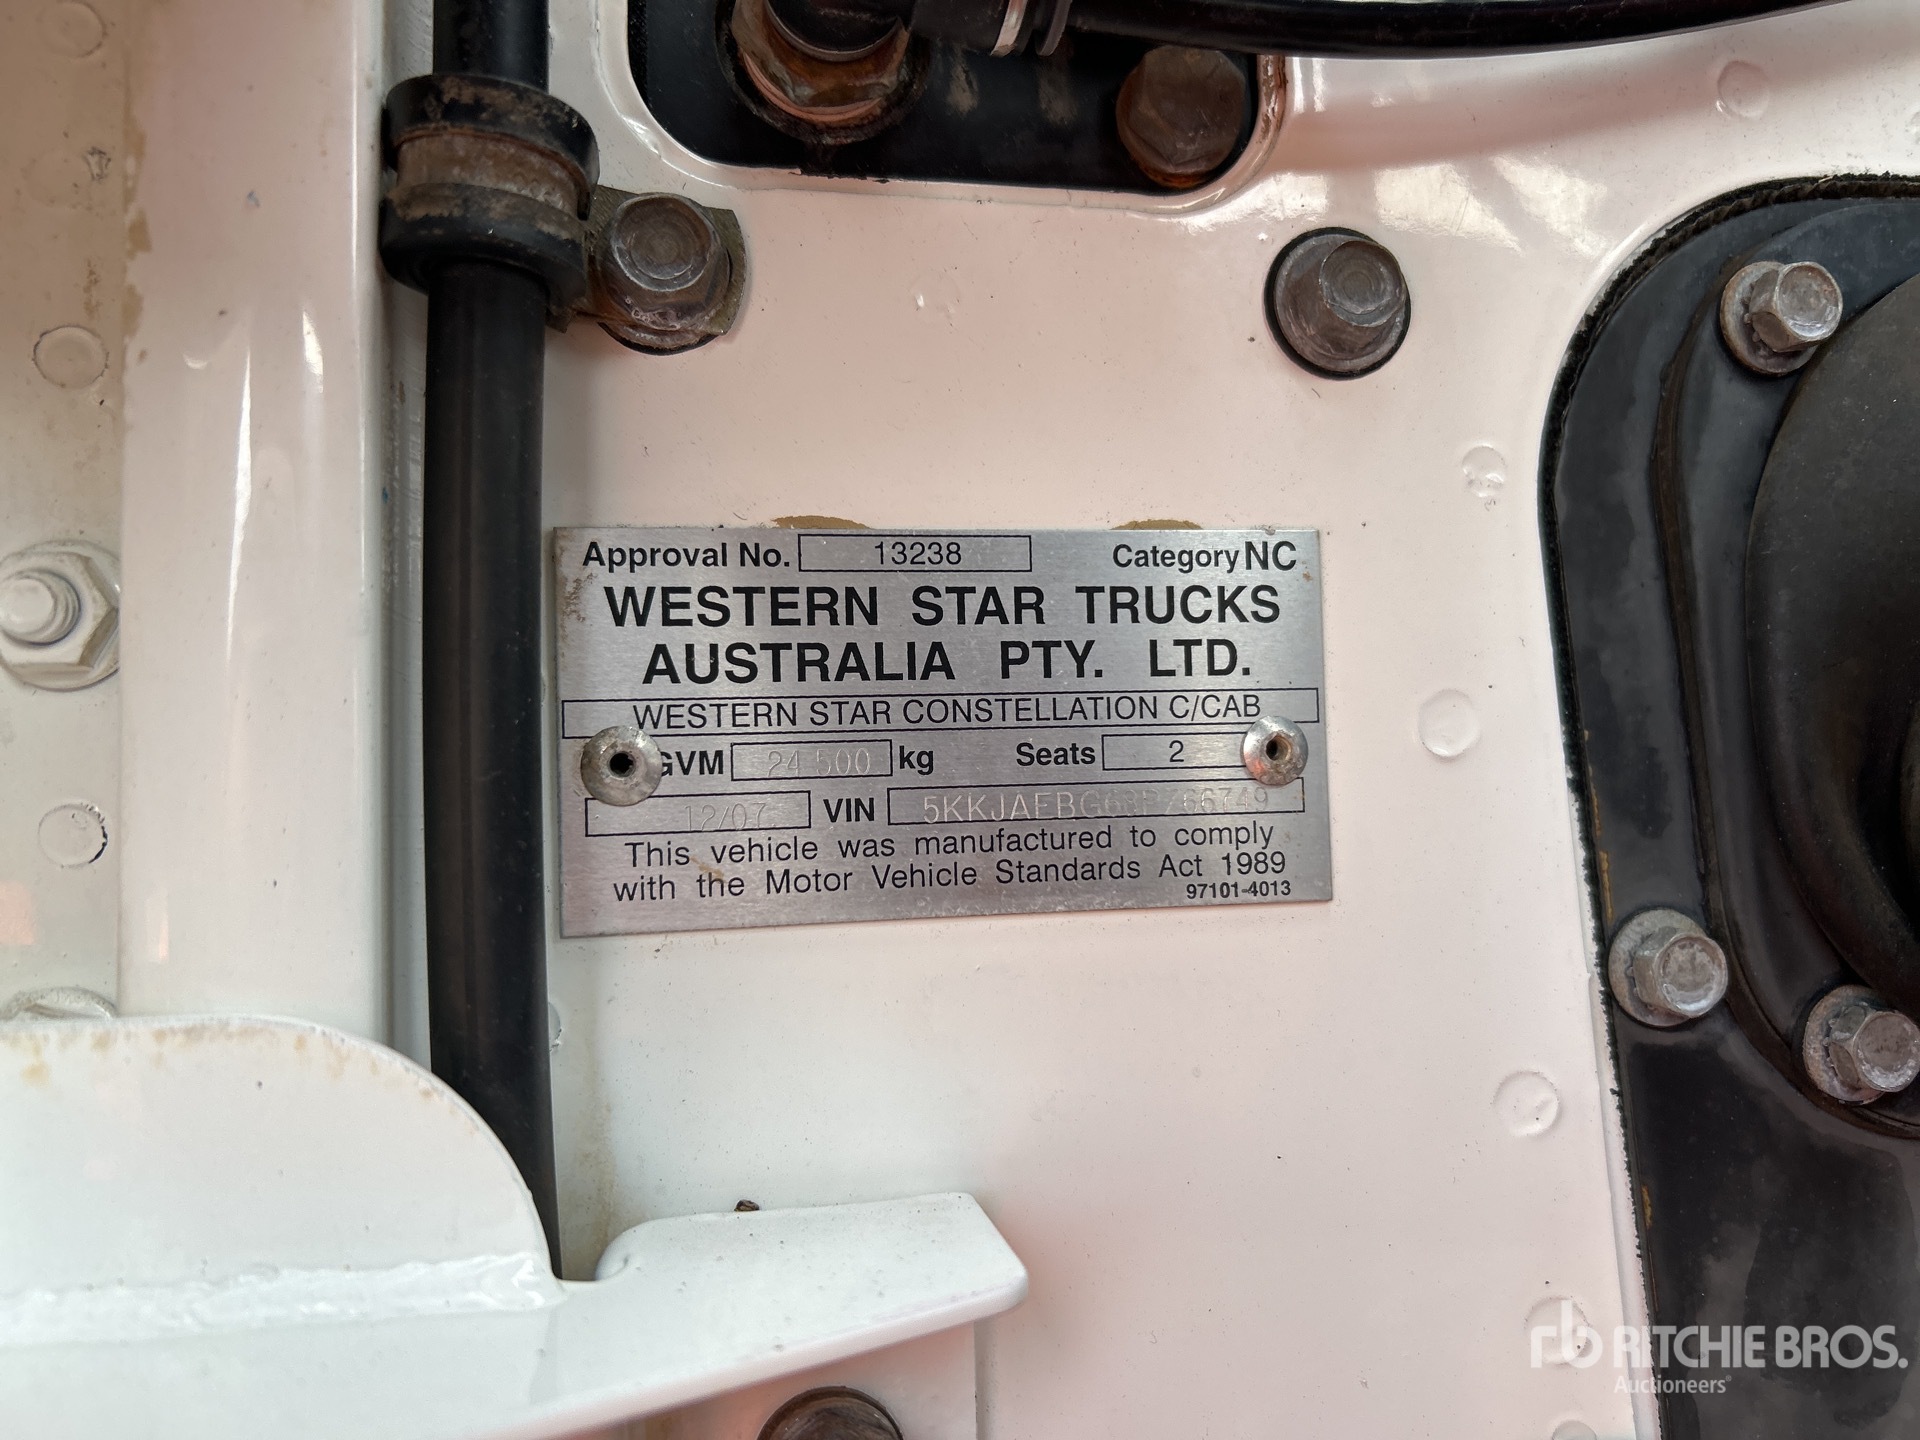 Approval No. 13238 Category NC
WESTERN STAR TRUCKS
AUSTRALIA PTY. LTD.
WESTERN STAR CONSTELLATION C/CAB
GVM 24 500 kg Seats 2
12/07 VIN
This vehicle was manufactured to comply
with the Motor Vehicle Standards Act 1989
97101-4013
rb RITCHIE BROS.
Auctioneers